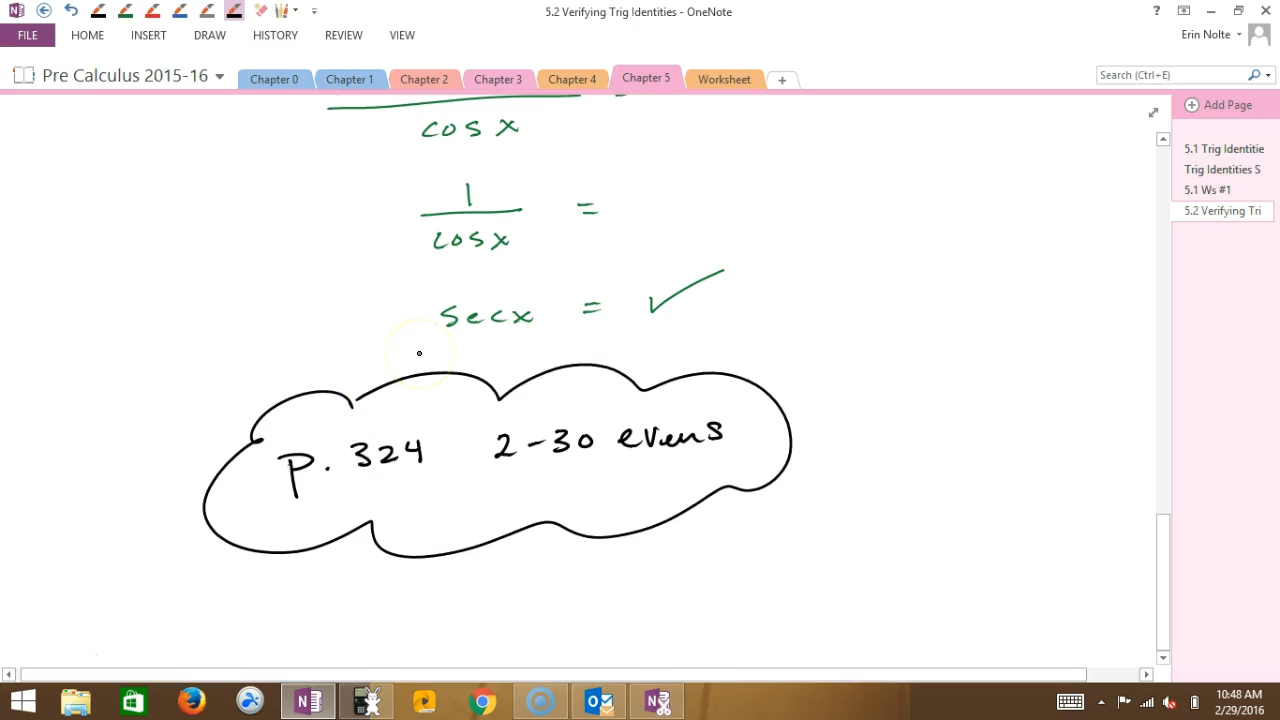 5.2 Verifying Trig Identities - OneNote
?
FILE HOME INSERT DRAW HISTORY REVIEW VIEW
Erin Nolte
Pre Calculus 2015-16
Chapter 0 Chapter 1 Chapter 2 Chapter 3 Chapter 4 Chapter 5 Worksheet +
Search (Ctrl+E)
Add Page
5.1 Trig Identitie
Trig Identities S
5.1 Ws #1
5.2 Verifying Tri
cos x
1
=
cosx
secx = ✓
p. 324 2-30 evens
10:48 AM
2/29/2016